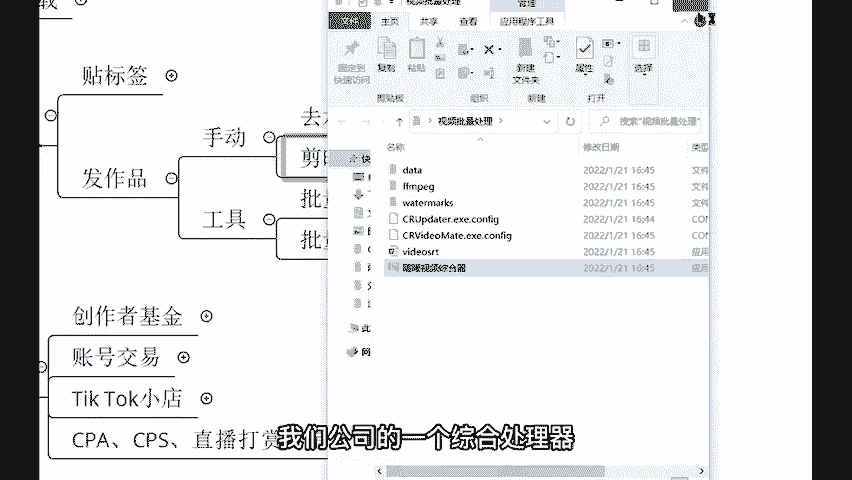 贴标签
发作品
手动
工具
去
剪
批
批
创作者基金
账号交易
Tik Tok小店
CPA、CPS、直播打赏
视频批量处理
管理
文件
主页
共享
查看
应用程序工具
固定到
快速访问
复制
粘贴
新建
文件夹
属性
选择
剪贴板
组织
新建
打开
视频批量处理
搜索"视频批量处理"
名称
修改日期
类型
data
2022/1/21 16:45
文件
ffmpeg
2022/1/21 16:45
文件
watermarks
2022/1/21 16:45
文件
CRUpdater.exe.config
2022/1/21 16:44
CON
CRVideoMate.exe.config
2022/1/21 16:45
CON
videosrt
2022/1/21 16:45
应用
视频综合器
2022/1/21 16:45
应用
快
此
网
我们公司的一个综合处理器